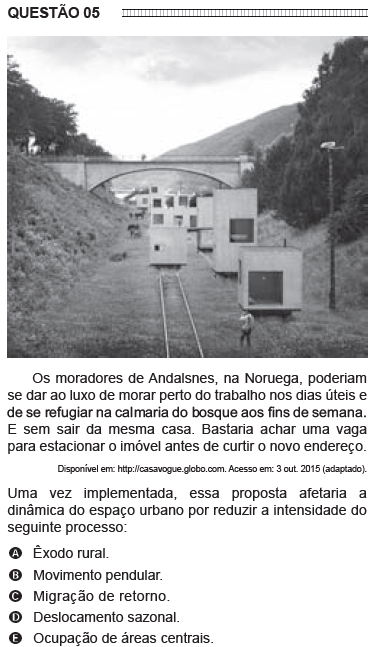 QUESTÃO 05
Os moradores de Andalsnes, na Noruega, poderiam
se dar ao luxo de morar perto do trabalho nos dias úteis e
de se refugiar na calmaria do bosque aos fins de semana.
E sem sair da mesma casa. Bastaria achar uma vaga
para estacionar o imóvel antes de curtir o novo endereço.
Disponível em: http://casavogue.globo.com. Acesso em: 3 out. 2015 (adaptado).
Uma vez implementada, essa proposta afetaria a
dinâmica do espaço urbano por reduzir a intensidade do
seguinte processo:
A Êxodo rural.
B Movimento pendular.
C Migração de retorno.
D Deslocamento sazonal.
E Ocupação de áreas centrais.